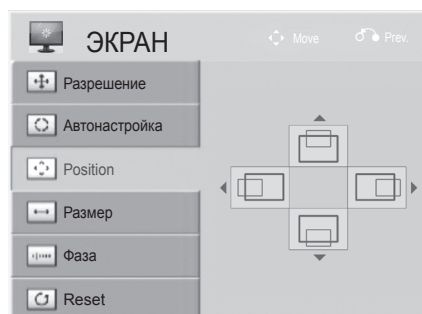 ЭКРАН
Move
Prev.
Разрешение
Автонастройка
Position
Размер
Фаза
Reset